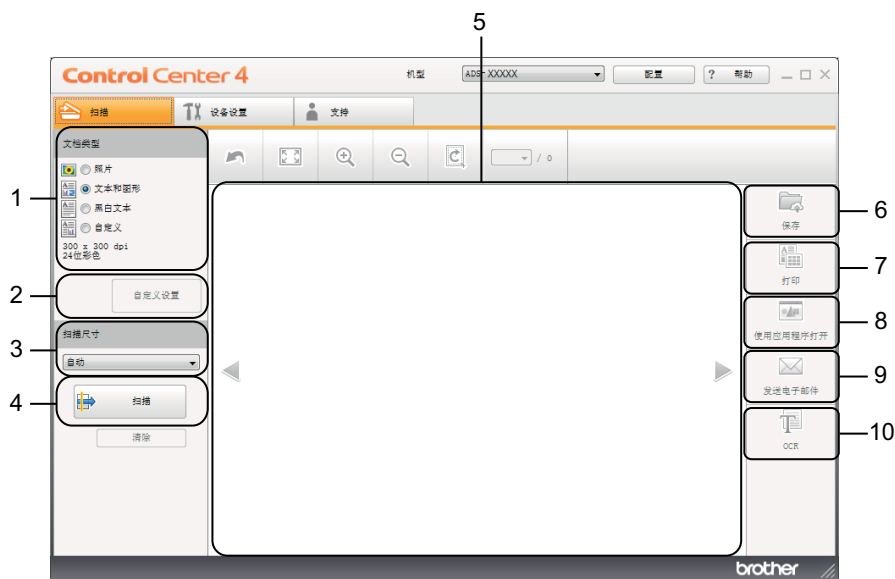 5
Control Center 4
机型
ADS-XXXXX
配置
? 帮助
扫描
设备设置
支持
文档类型
照片
文本和图形
黑白文本
自定义
300 x 300 dpi
24位彩色
1
自定义设置
2
扫描尺寸
自动
3
扫描
4
清除
/ 0
保存
6
打印
7
使用应用程序打开
8
发送电子邮件
9
OCR
10
brother